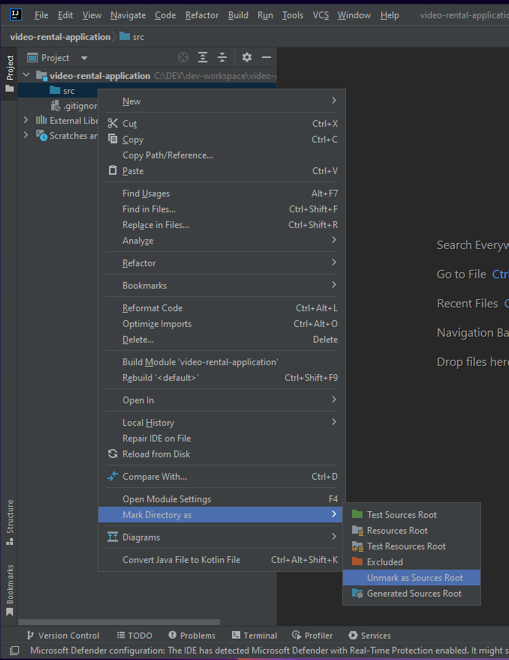 File Edit View Navigate Code Refactor Build Run Tools VCS Window Help video-rental-applicatio
video-rental-application src
Project
Project
video-rental-application C:\DEV\dev-workspace\video-
src
.gitignor
External Libr
Scratches an
New
Cut Ctrl+X
Copy Ctrl+C
Copy Path/Reference...
Paste Ctrl+V
Find Usages Alt+F7
Find in Files... Ctrl+Shift+F
Replace in Files... Ctrl+Shift+R
Analyze
Refactor
Bookmarks
Reformat Code Ctrl+Alt+L
Optimize Imports Ctrl+Alt+O
Delete... Delete
Build Module 'video-rental-application'
Rebuild '<default>' Ctrl+Shift+F9
Open In
Local History
Repair IDE on File
Reload from Disk
Compare With... Ctrl+D
Open Module Settings F4
Mark Directory as
Diagrams
Convert Java File to Kotlin File Ctrl+Alt+Shift+K
Test Sources Root
Resources Root
Test Resources Root
Excluded
Unmark as Sources Root
Generated Sources Root
Search Everyw
Go to File Ctr
Recent Files C
Navigation Ba
Drop files here
Structure
Bookmarks
Version Control TODO Problems Terminal Profiler Services
Microsoft Defender configuration: The IDE has detected Microsoft Defender with Real-Time Protection enabled. It might s